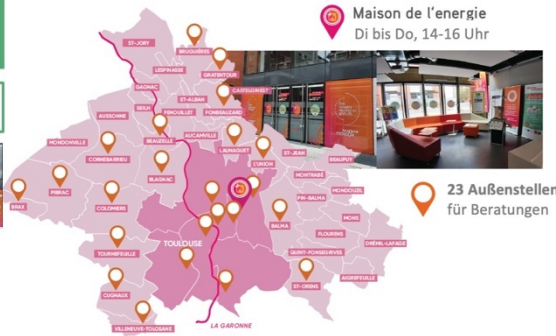 Maison de l'energie
Di bis Do, 14-16 Uhr
23 Außenstellen
für Beratungen
ST-JORY
BRUGUIÈRES
LESPINASSE
GRATENTOUR
GAGNAC
CASTELGINEST
ST-ALBAN
SEILH
FENOUILLET
FONBEAUZARD
AUSSONNE
BEAUZELLE
AUCAMVILLE
MONDONVILLE
LAUNAGUET
CORNEBARRIEU
L'UNION
ST-JEAN
BEAUPUY
BLAGNAC
MONTRABÉ
MONDOUZIL
BRAX
PIBRAC
COLOMIERS
PIN-BALMA
MONS
BALMA
FLOURENS
DRÉMIL-LAFAGE
TOULOUSE
TOURNEFEUILLE
QUINT-FONSEGRIVES
AIGREFEUILLE
CUGNAUX
ST-ORENS
VILLENEUVE-TOLOSANE
LA GARONNE